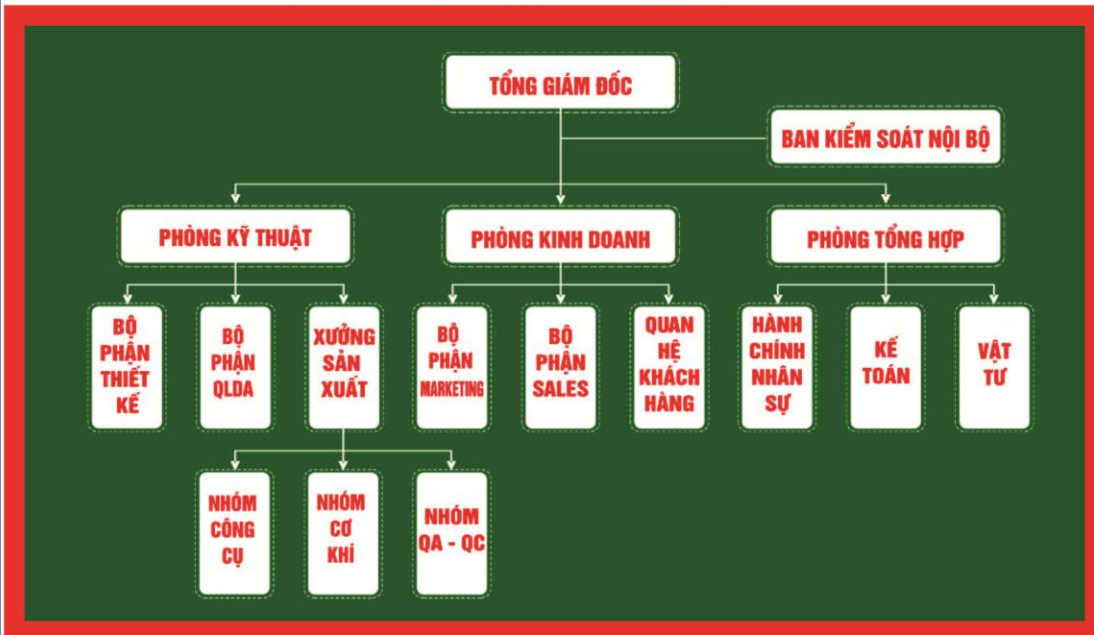 TỔNG GIÁM ĐỐC
BAN KIỂM SOÁT NỘI BỘ
PHÒNG KỸ THUẬT
PHÒNG KINH DOANH
PHÒNG TỔNG HỢP
BỘ
PHẬN
THIẾT
KẾ
BỘ
PHẬN
QLDA
XƯỞNG
SẢN
XUẤT
BỘ
PHẬN
MARKETING
BỘ
PHẬN
SALES
QUAN
HỆ
KHÁCH
HÀNG
HÀNH
CHÍNH
NHÂN
SỰ
KẾ
TOÁN
VẬT
TƯ
NHÓM
CÔNG
CỤ
NHÓM
CƠ
KHÍ
NHÓM
QA - QC